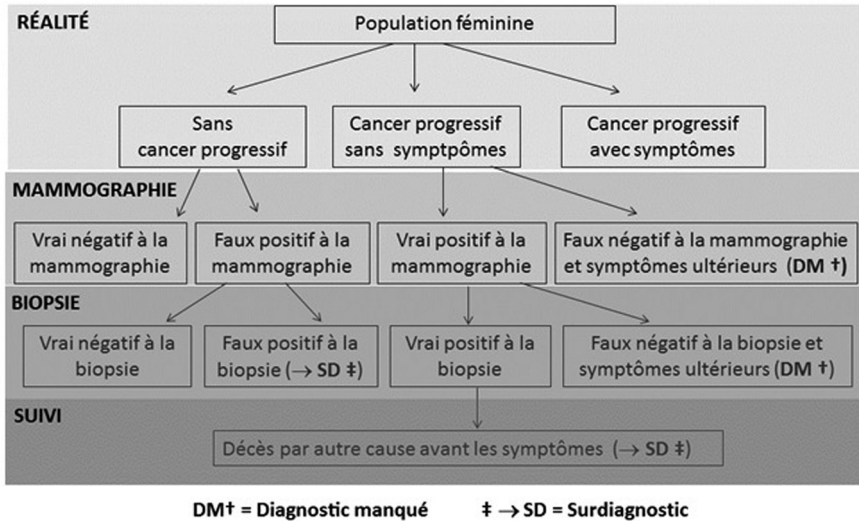 RÉALITÉ
Population féminine
Sans
cancer progressif
Cancer progressif
sans symptpômes
Cancer progressif
avec symptômes
MAMMOGRAPHIE
Vrai négatif à la
mammographie
Faux positif à la
mammographie
Vrai positif à la
mammographie
Faux négatif à la mammographie
et symptômes ultérieurs (DM †)
BIOPSIE
Vrai négatif à la
biopsie
Faux positif à la
biopsie (→ SD ‡)
Vrai positif à la
biopsie
Faux négatif à la biopsie et
symptômes ultérieurs (DM †)
SUIVI
Décès par autre cause avant les symptômes (→ SD ‡)
DM† = Diagnostic manqué ‡ → SD = Surdiagnostic